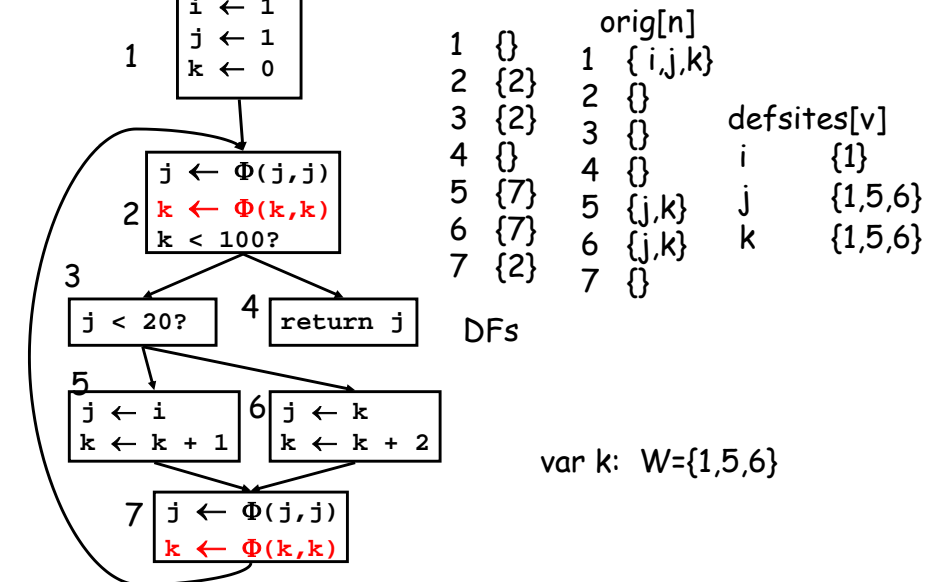 i ← 1
j ← 1
k ← 0
1
j ← Φ(j,j)
k ← Φ(k,k)
k < 100?
2
3
j < 20?
4
return j
5
j ← i
k ← k + 1
6
j ← k
k ← k + 2
7
j ← Φ(j,j)
k ← Φ(k,k)
1 {}
2 {2}
3 {2}
4 {}
5 {7}
6 {7}
7 {2}
DFs
orig[n]
1 { i,j,k}
2 {}
3 {}
4 {}
5 {j,k}
6 {j,k}
7 {}
defsites[v]
i {1}
j {1,5,6}
k {1,5,6}
var k: W={1,5,6}